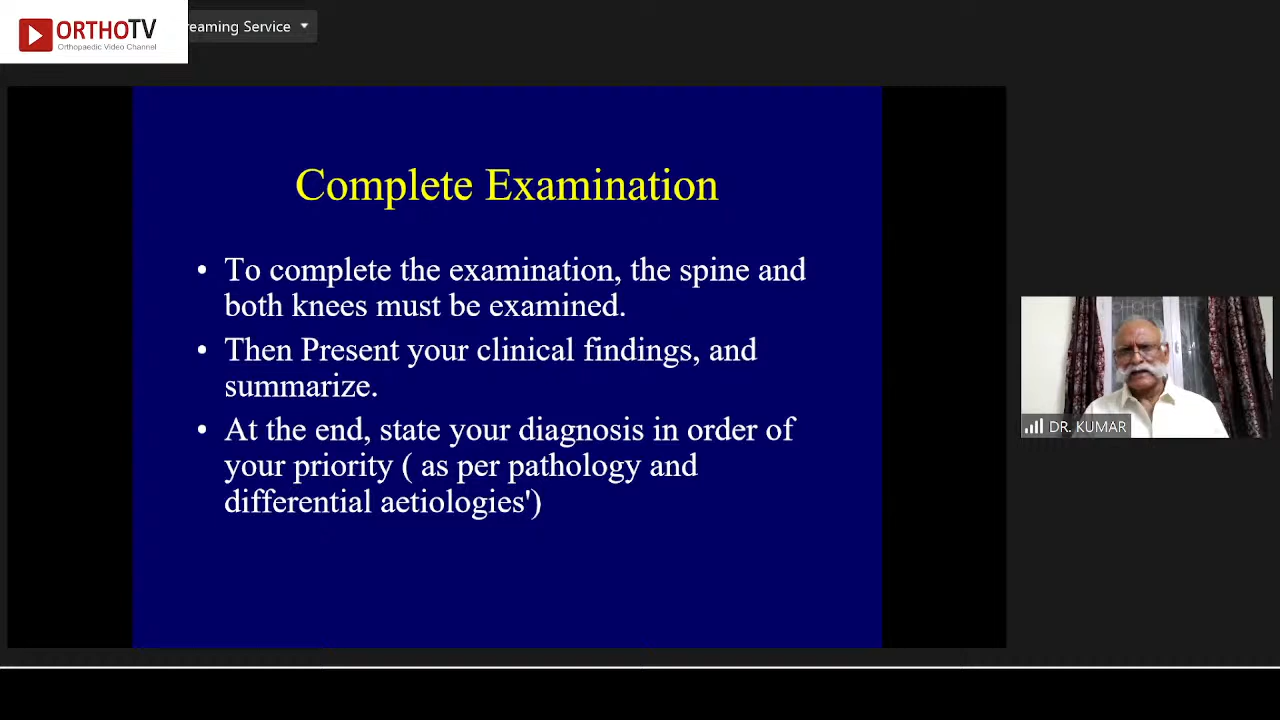 ORTHOTV
Orthopaedic Video Channel
reaming Service
Complete Examination
• To complete the examination, the spine and
both knees must be examined.
• Then Present your clinical findings, and
summarize.
• At the end, state your diagnosis in order of
your priority ( as per pathology and
differential aetiologies')
DR. KUMAR